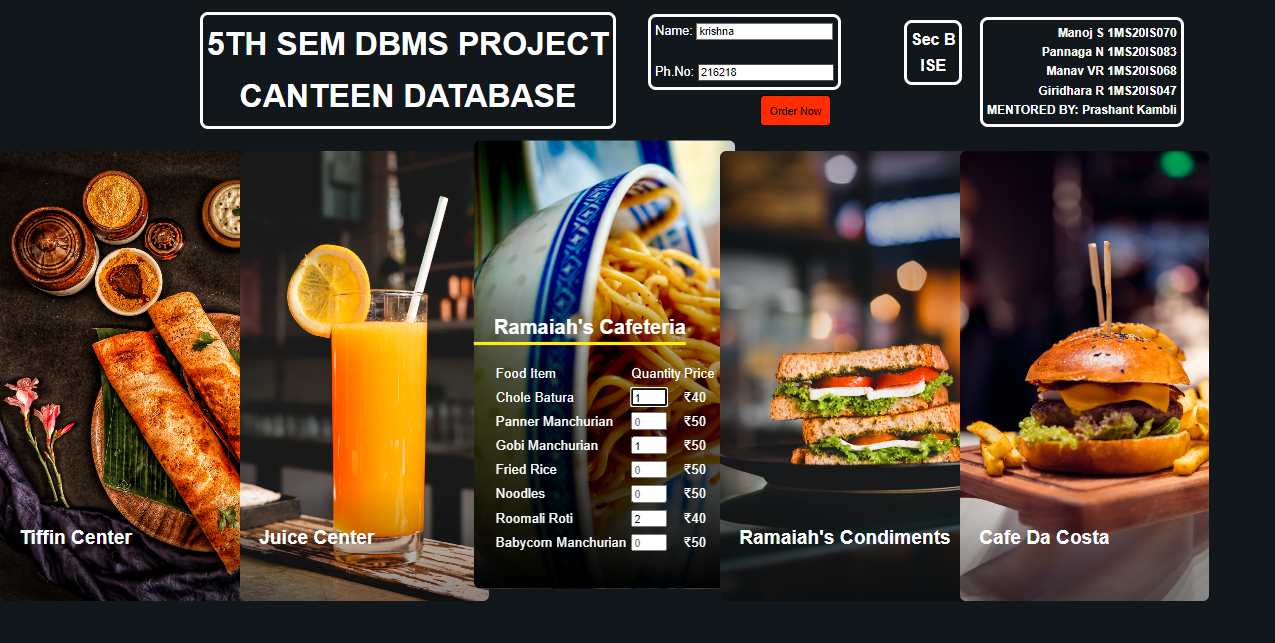 5TH SEM DBMS PROJECT
CANTEEN DATABASE
Name: krishna
Ph.No: 216218
Order Now
Sec B
ISE
Manoj S 1MS20IS070
Pannaga N 1MS20IS083
Manav VR 1MS20IS068
Giridhara R 1MS20IS047
MENTORED BY: Prashant Kambli
Tiffin Center
Juice Center
Ramaiah's Cafeteria
Food Item Quantity Price
Chole Batura 1 ₹40
Panner Manchurian 0 ₹50
Gobi Manchurian 1 ₹50
Fried Rice 0 ₹50
Noodles 0 ₹50
Roomali Roti 2 ₹40
Babycorn Manchurian 0 ₹50
Ramaiah's Condiments
Cafe Da Costa